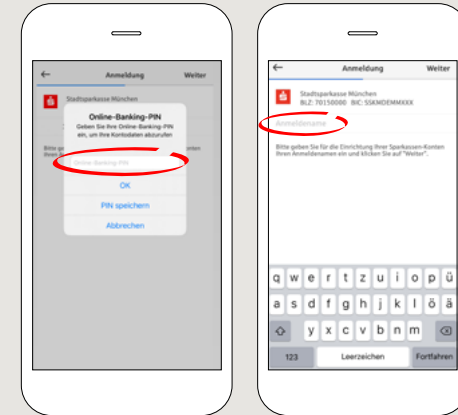 Anmeldung Weiter
Stadtsparkasse München
Online-Banking-PIN
Geben Sie Ihre Online-Banking-PIN
ein, um Ihre Kontodaten abzurufen
Bitte
Ihren
Online-Banking-PIN
OK
PIN speichern
Abbrechen
Anmeldung Weiter
Stadtsparkasse München
BLZ: 70150000 BIC: SSKMDEMMXXX
Anmeldename
Bitte geben Sie für die Einrichtung Ihrer Sparkassen-Konten
Ihren Anmeldenamen ein und klicken Sie auf "Weiter".
q w e r t z u i o p ü
a s d f g h j k l ö ä
y x c v b n m
123 Leerzeichen Fortfahren